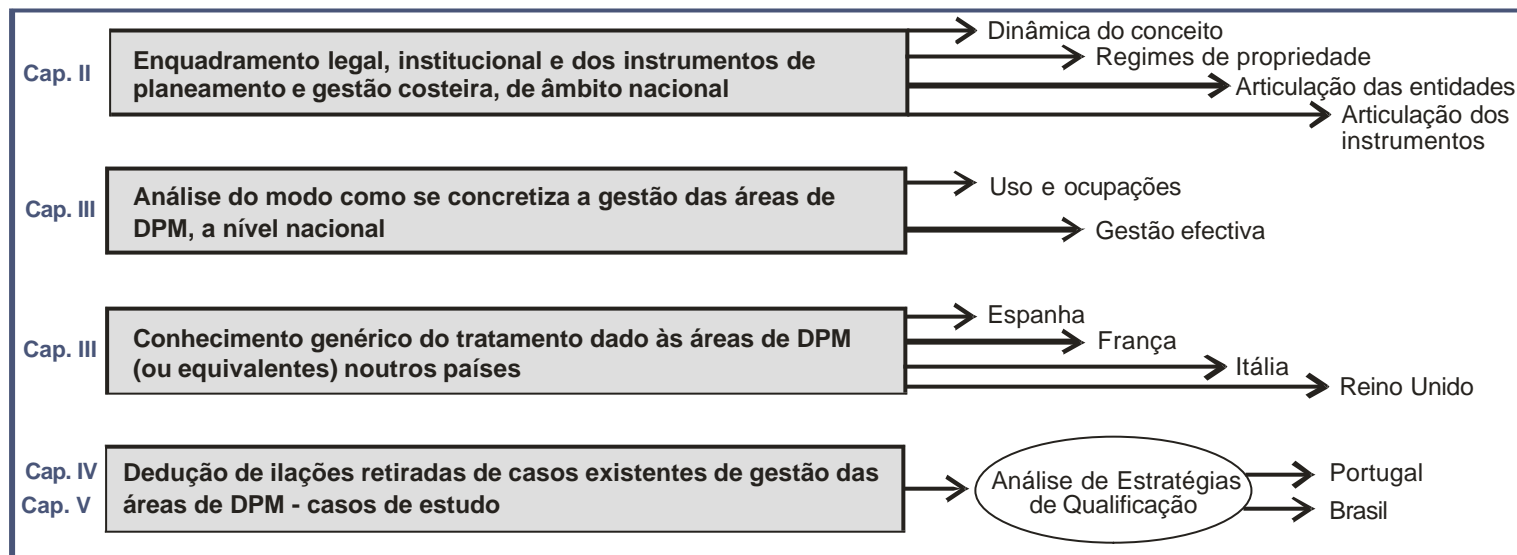 Cap. II
Enquadramento legal, institucional e dos instrumentos de
planeamento e gestão costeira, de âmbito nacional
Dinâmica do conceito
Regimes de propriedade
Articulação das entidades
Articulação dos
instrumentos
Cap. III
Análise do modo como se concretiza a gestão das áreas de
DPM, a nível nacional
Uso e ocupações
Gestão efectiva
Cap. III
Conhecimento genérico do tratamento dado às áreas de DPM
(ou equivalentes) noutros países
Espanha
França
Itália
Reino Unido
Cap. IV
Cap. V
Dedução de ilações retiradas de casos existentes de gestão das
áreas de DPM - casos de estudo
Análise de Estratégias
de Qualificação
Portugal
Brasil